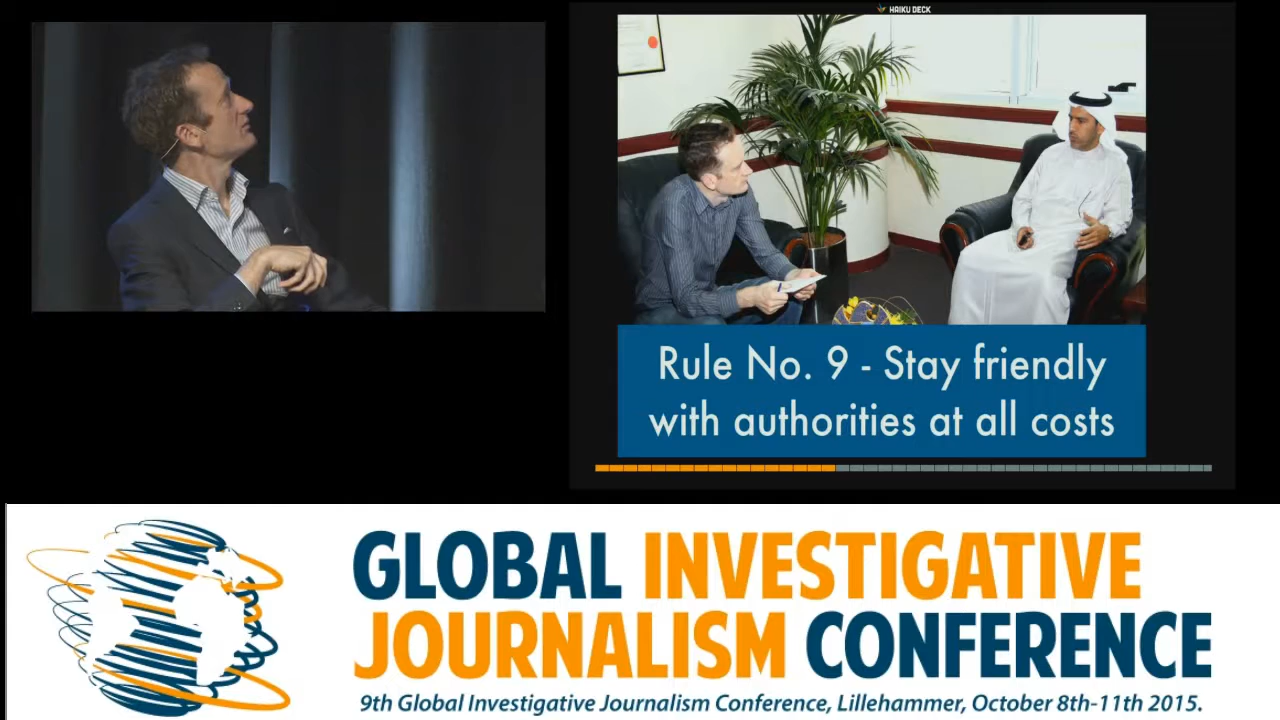 HAIKU DECK
Rule No. 9 - Stay friendly
with authorities at all costs
GLOBAL INVESTIGATIVE
JOURNALISM CONFERENCE
9th Global Investigative Journalism Conference, Lillehammer, October 8th-11th 2015.